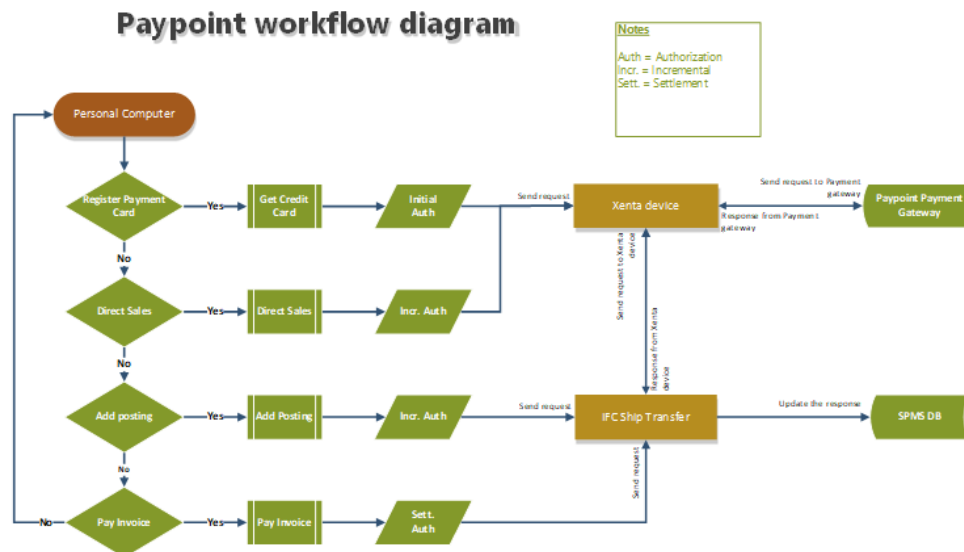 Paypoint workflow diagram
Notes
Auth = Authorization
Incr. = Incremental
Sett. = Settlement
Personal Computer
Register Payment
Card
Yes
Get Credit
Card
Initial
Auth
Send request
Xenta device
Send request to Payment
gateway
Response from Payment
gateway
Paypoint Payment
Gateway
No
Send request to Xenta
device
Direct Sales
Yes
Direct Sales
Incr. Auth
Response from Xenta
device
No
Add posting
Yes
Add Posting
Incr. Auth
Send request
IFC Ship Transfer
Update the response
SPMS DB
No
Send request
No
Pay Invoice
Yes
Pay Invoice
Sett.
Auth